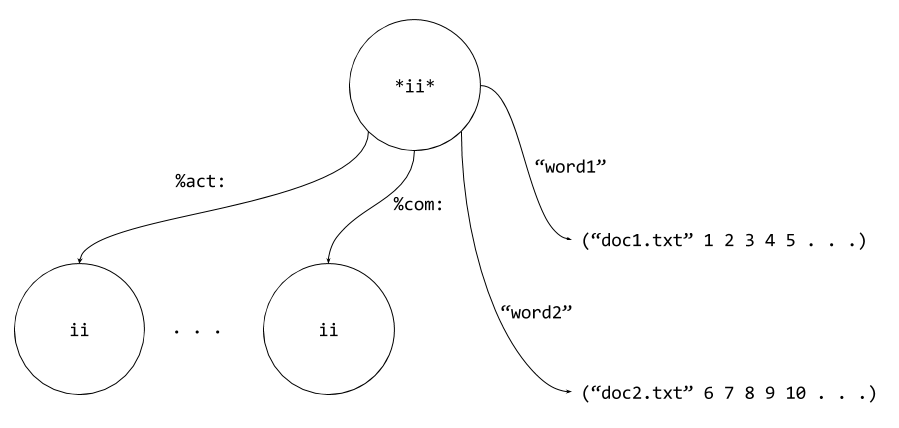 *ii*
“word1”
%act:
%com:
(“doc1.txt” 1 2 3 4 5 . . .)
“word2”
ii
. . .
ii
(“doc2.txt” 6 7 8 9 10 . . .)